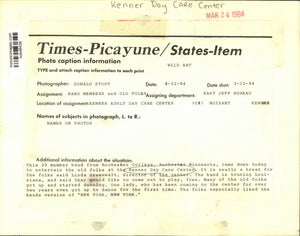 Kenner Day Care Center
MAR 24 1984
Times-Picayune/States-Item
Photo caption information
WILD ART
TYPE and attach caption information to each print
Photographer: DONALD STOUT
Date 3-22-84
Shift Date 3-22-84
Assignment: BAND MEMBERS and OLD FOLKS
Assigning department EAST JEFF BUREAU
Location of assignment: KENNER ADULT DAY CARE CENTER MOZART KENNER
Names of subjects in photograph, L. to R.:
NAMES ON PHOTOS
Additional information about the situation:
This 29 member band from Rochester College, Rochester Minnesota, came down today
to entertain the old folks at the Kenner Day Care Center. It is really a treat for
the old folks said director of the center. The band is touring Loui-
siana, and said they would like to come out to play, free. Many of the old folks
got up and started dancing. One lady, who has been coming to the center for over
two years even got up to dance for the first time. The folks especially liked the
bands version of "NEW YORK, NEW YORK."